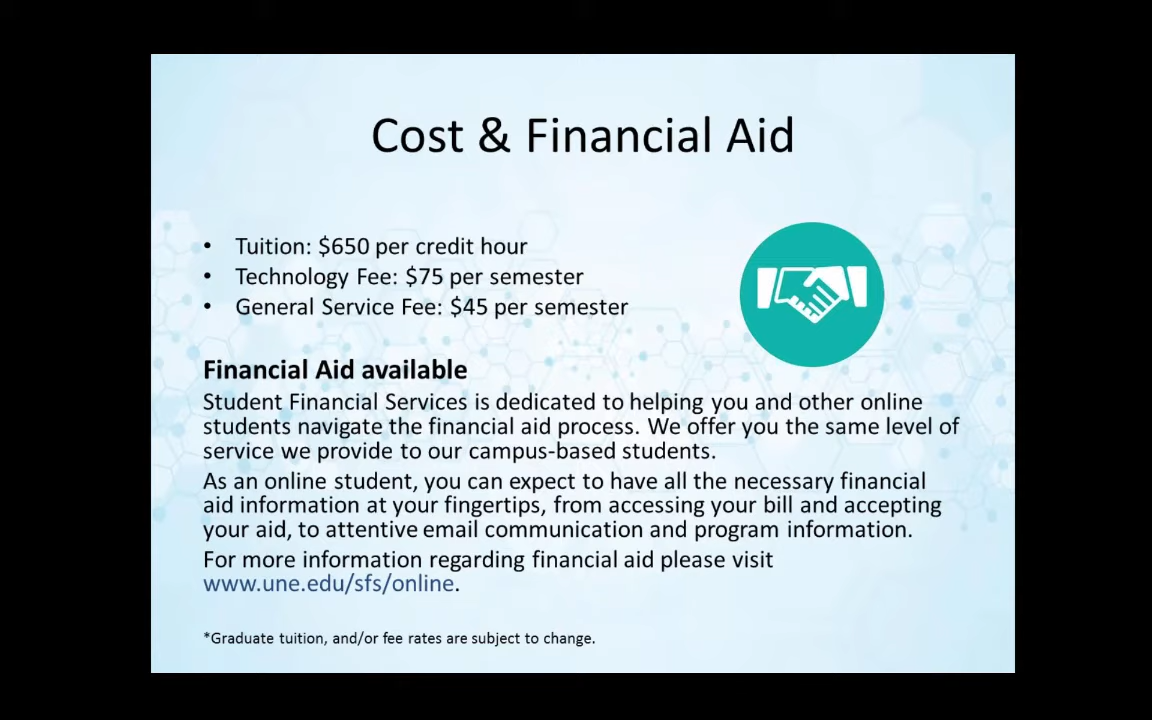 Cost & Financial Aid
• Tuition: $650 per credit hour
• Technology Fee: $75 per semester
• General Service Fee: $45 per semester
Financial Aid available
Student Financial Services is dedicated to helping you and other online
students navigate the financial aid process. We offer you the same level of
service we provide to our campus-based students.
As an online student, you can expect to have all the necessary financial
aid information at your fingertips, from accessing your bill and accepting
your aid, to attentive email communication and program information.
For more information regarding financial aid please visit
www.une.edu/sfs/online.
*Graduate tuition, and/or fee rates are subject to change.